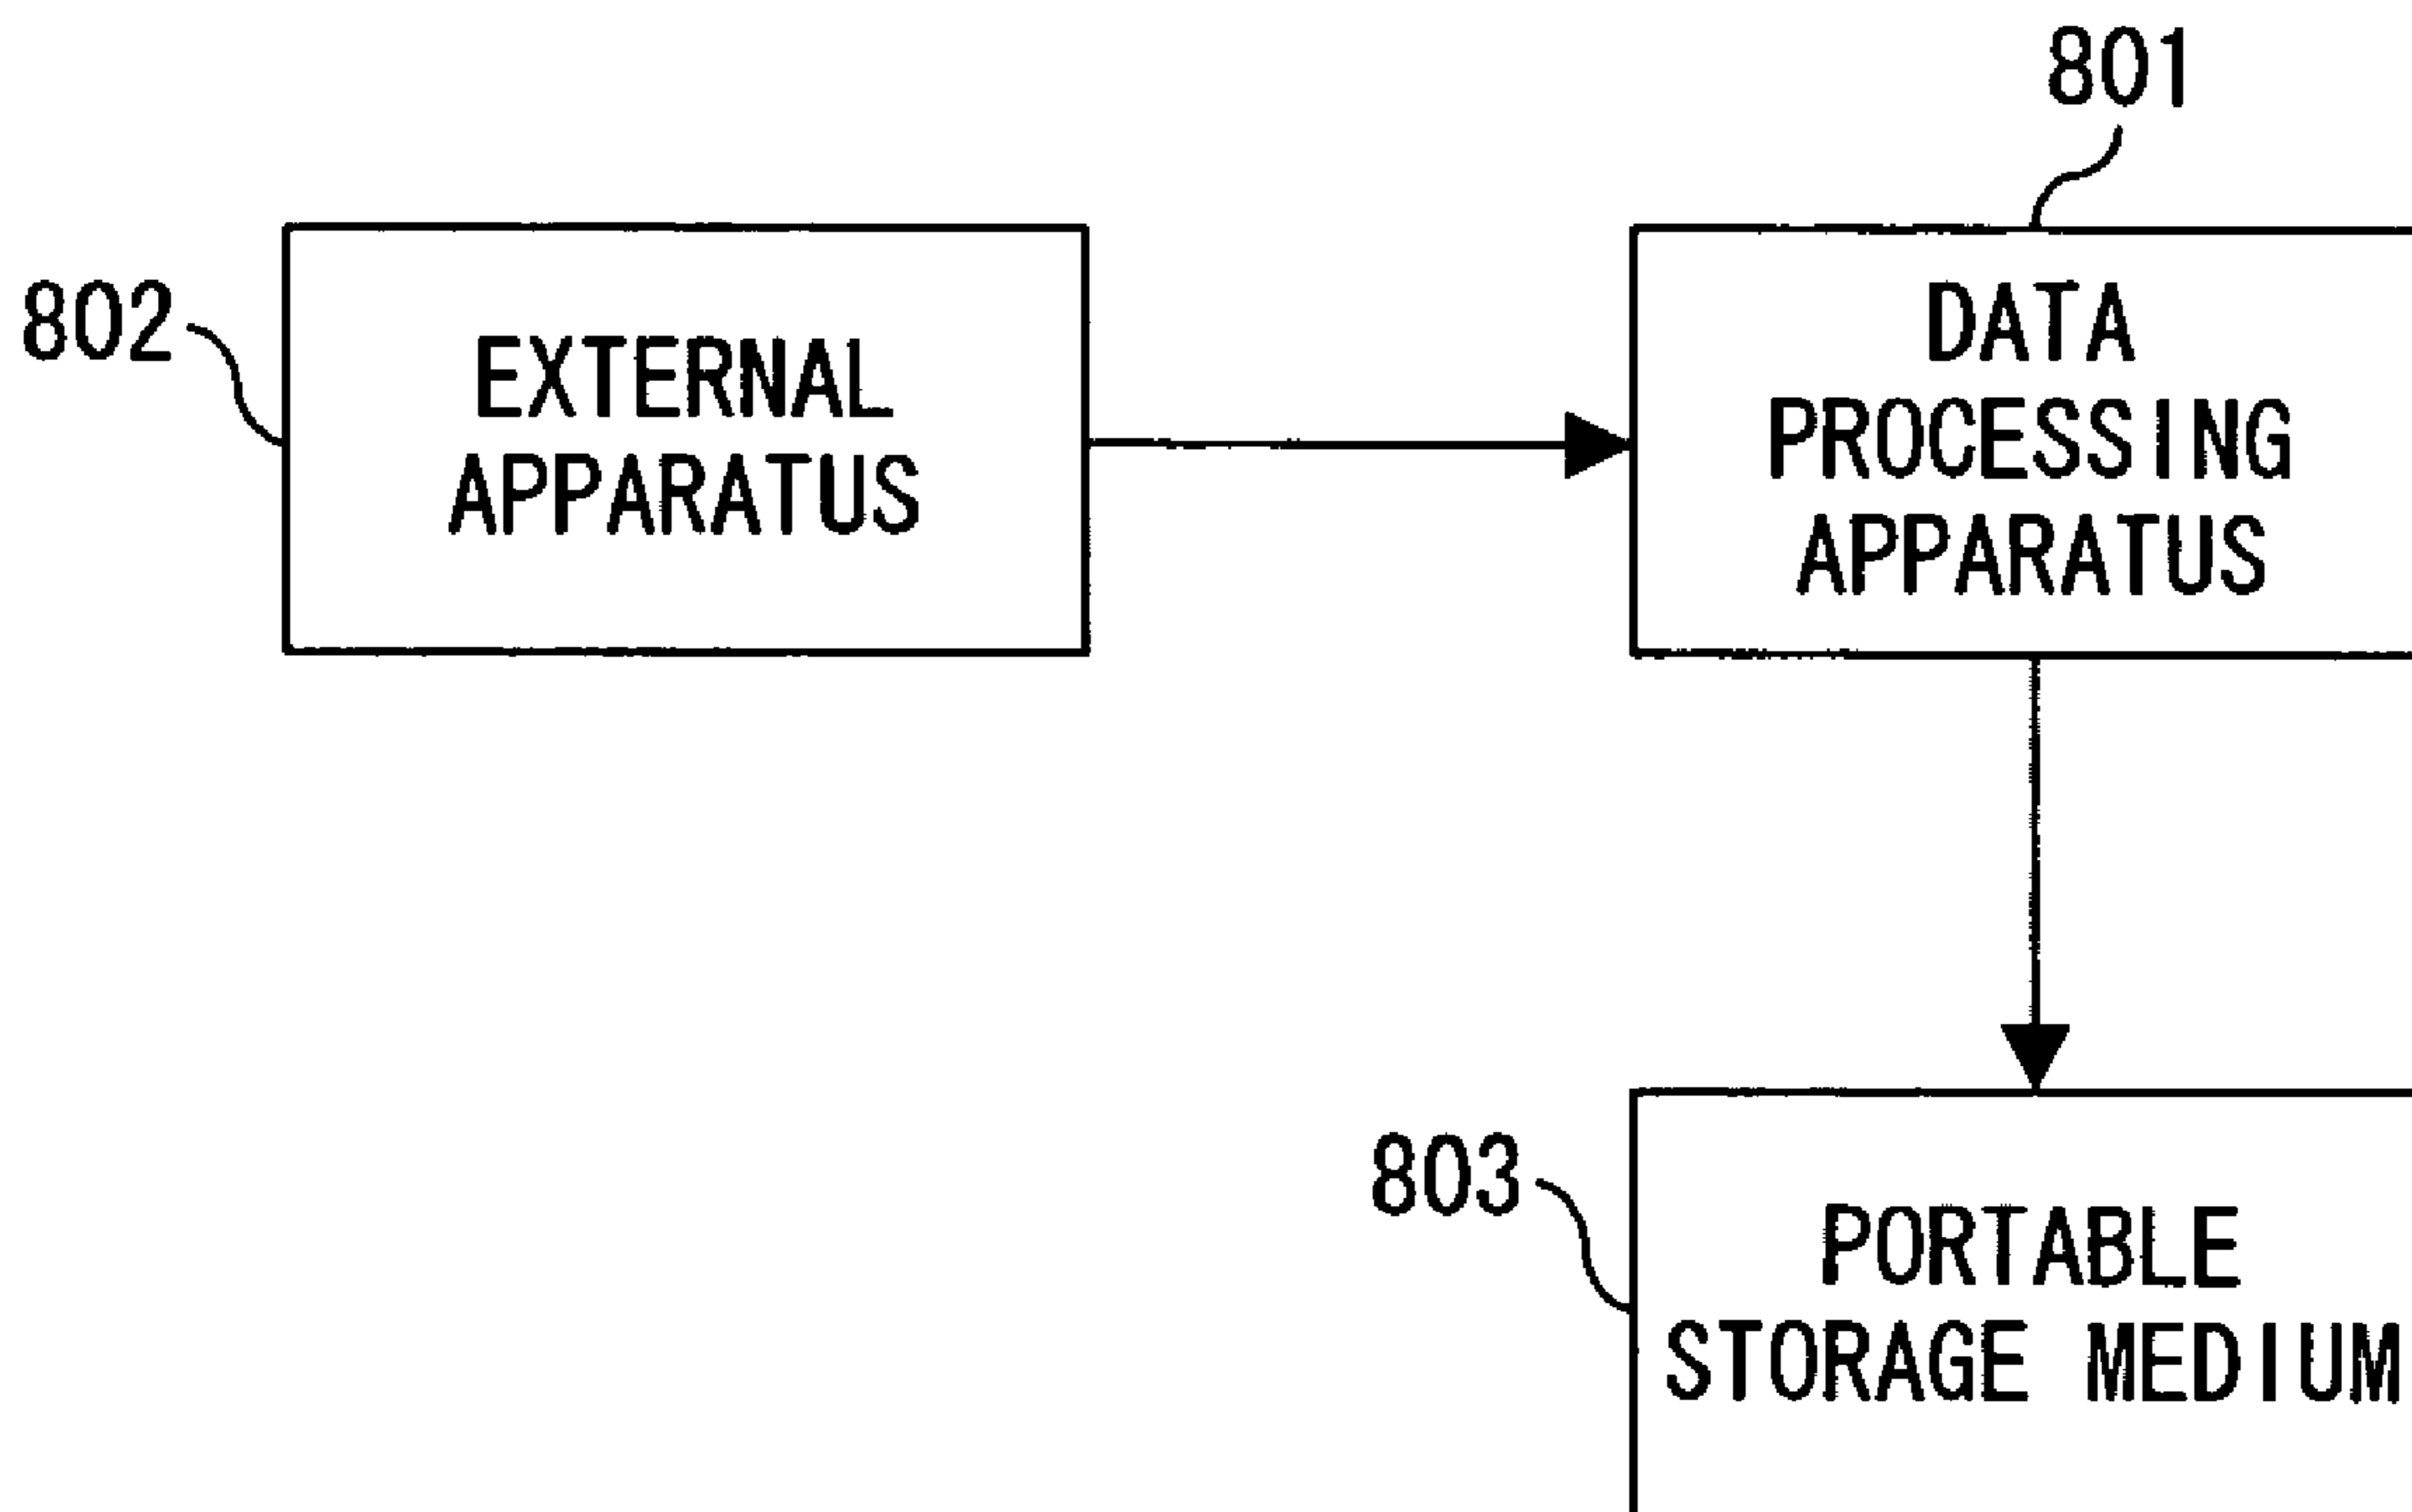 801
802
EXTERNAL
APPARATUS
DATA
PROCESSING
APPARATUS
803
PORTABLE
STORAGE MEDIUM